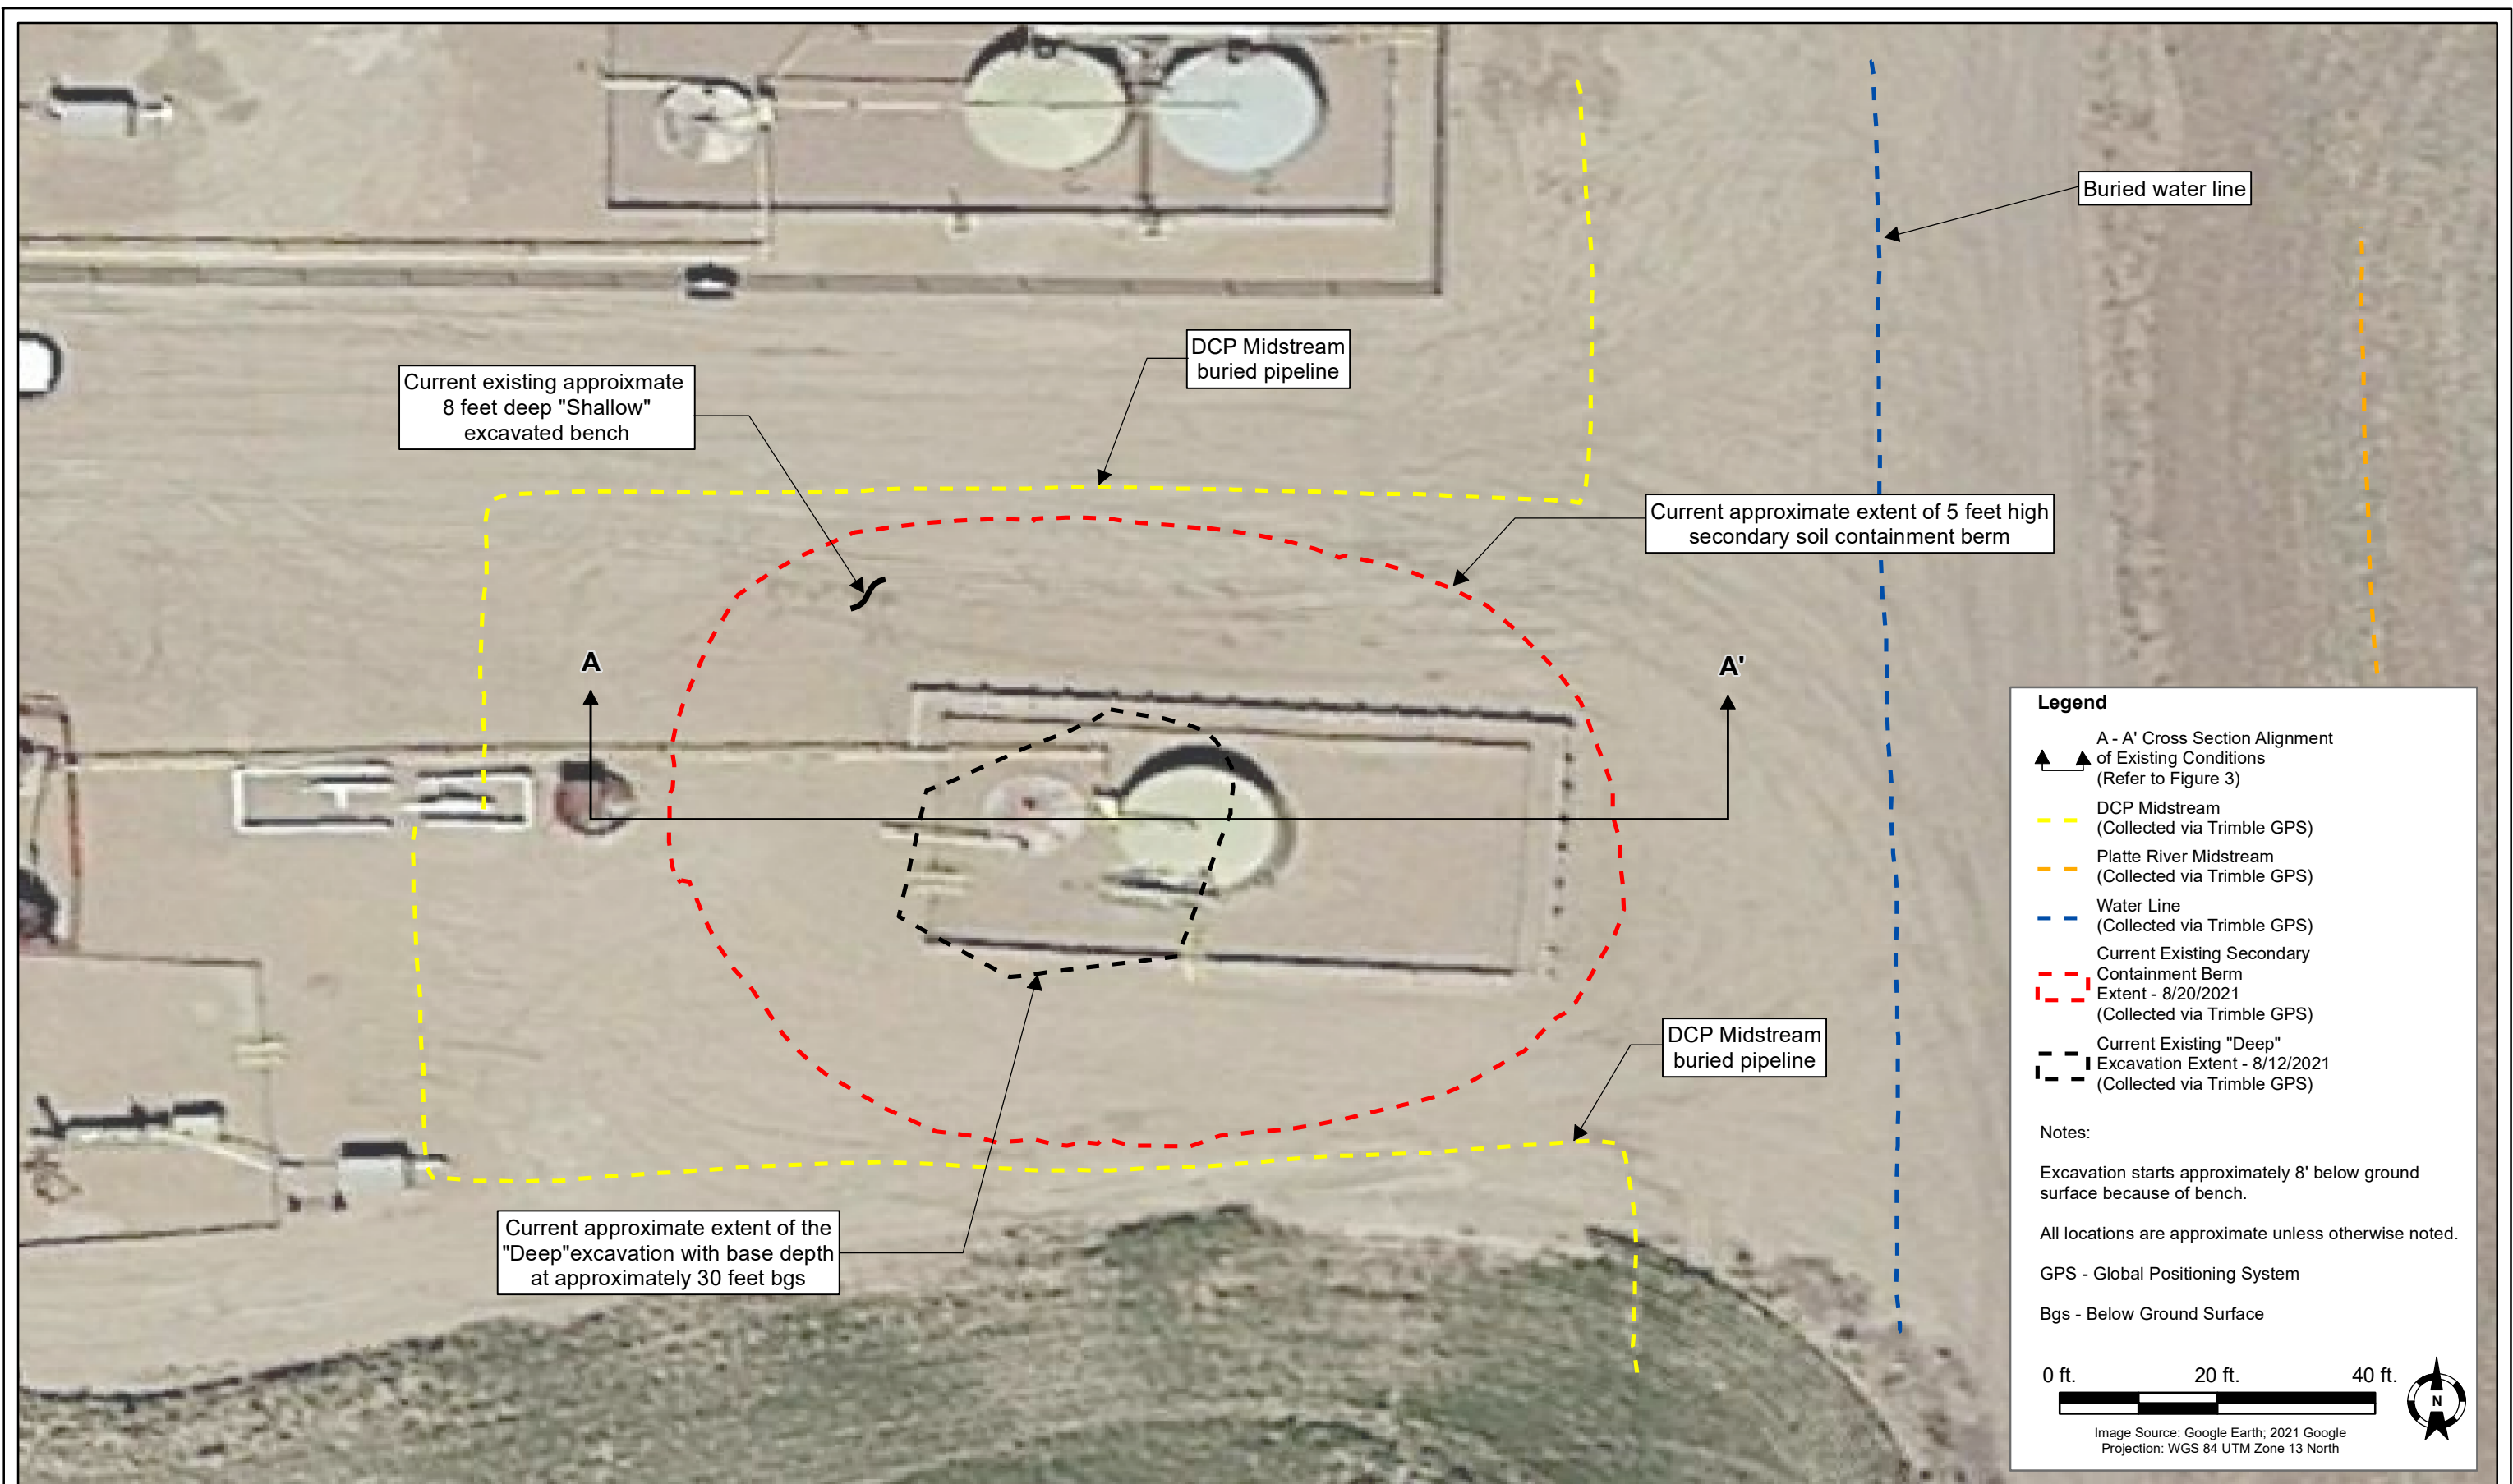 Buried water line
DCP Midstream
buried pipeline
Current existing approixmate
8 feet deep "Shallow"
excavated bench
Current approximate extent of 5 feet high
secondary soil containment berm
A
A'
DCP Midstream
buried pipeline
Current approximate extent of the
"Deep"excavation with base depth
at approximately 30 feet bgs
Legend
A - A' Cross Section Alignment
of Existing Conditions
(Refer to Figure 3)
DCP Midstream
(Collected via Trimble GPS)
Platte River Midstream
(Collected via Trimble GPS)
Water Line
(Collected via Trimble GPS)
Current Existing Secondary
Containment Berm
Extent - 8/20/2021
(Collected via Trimble GPS)
Current Existing "Deep"
Excavation Extent - 8/12/2021
(Collected via Trimble GPS)
Notes:
Excavation starts approximately 8' below ground
surface because of bench.
All locations are approximate unless otherwise noted.
GPS - Global Positioning System
Bgs - Below Ground Surface
0 ft. 20 ft. 40 ft.
N
Image Source: Google Earth; 2021 Google
Projection: WGS 84 UTM Zone 13 North